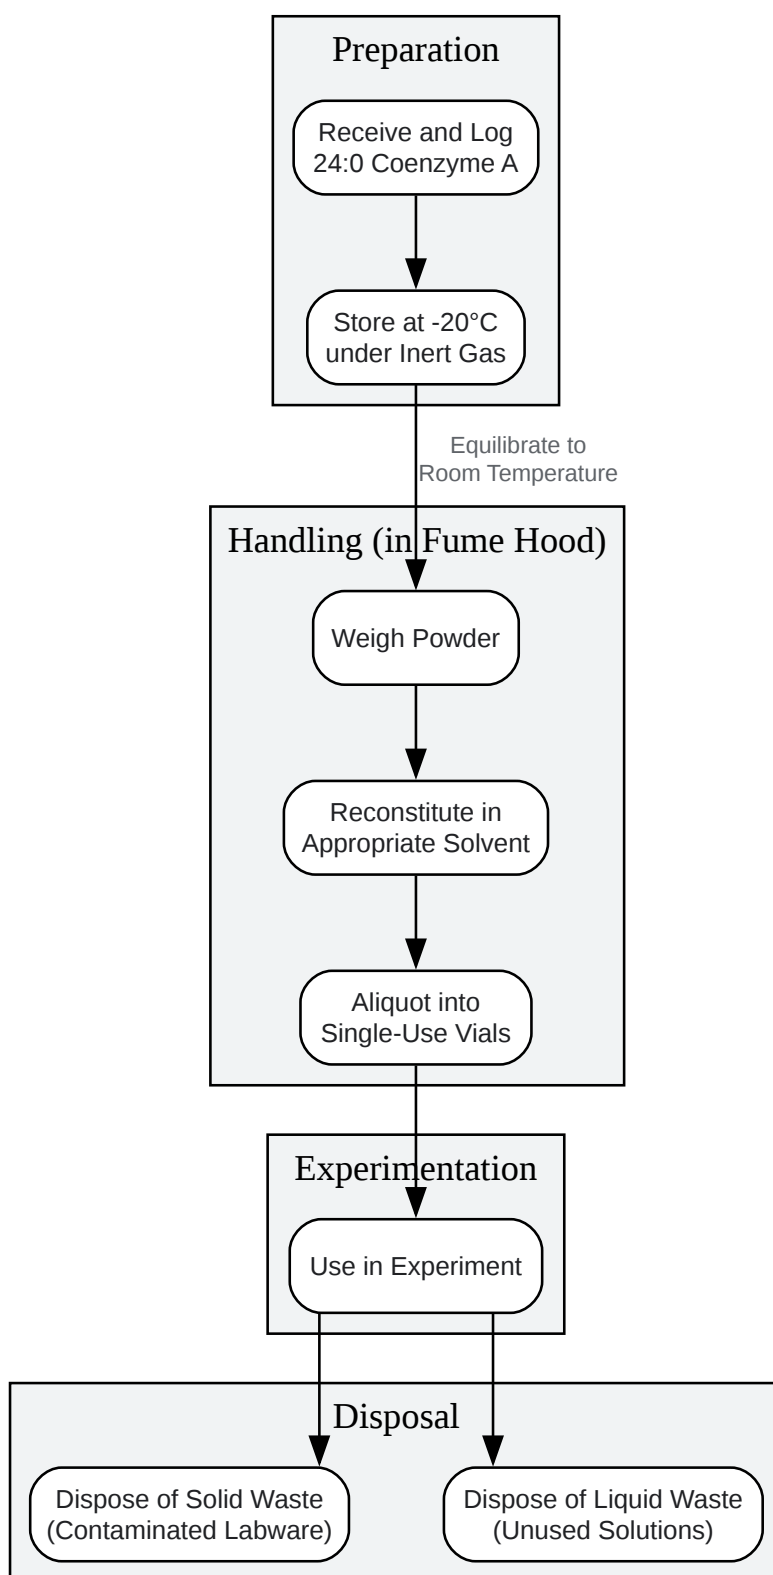 Preparation
Receive and Log
24:0 Coenzyme A
Store at -20°C
under Inert Gas
Equilibrate to
Room Temperature
Handling (in Fume Hood)
Weigh Powder
Reconstitute in
Appropriate Solvent
Aliquot into
Single-Use Vials
Experimentation
Use in Experiment
Disposal
Dispose of Solid Waste
(Contaminated Labware)
Dispose of Liquid Waste
(Unused Solutions)